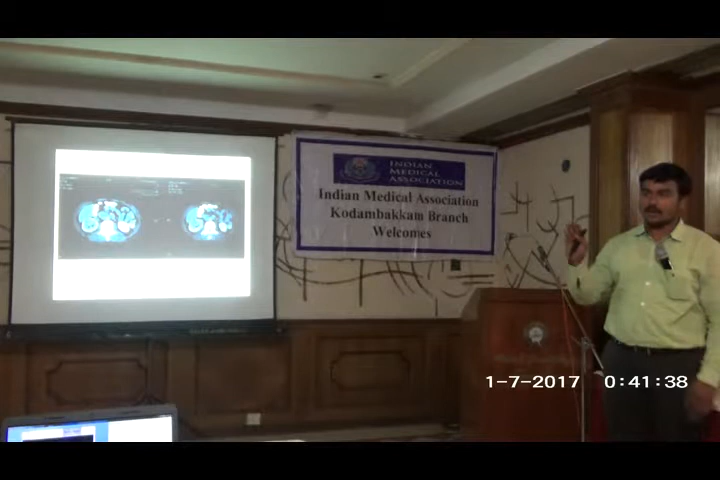 INDIAN
MEDICAL
ASSOCIATION
Indian Medical Association
Kodambakkam Branch
Welcomes
1-7-2017 0:41:38